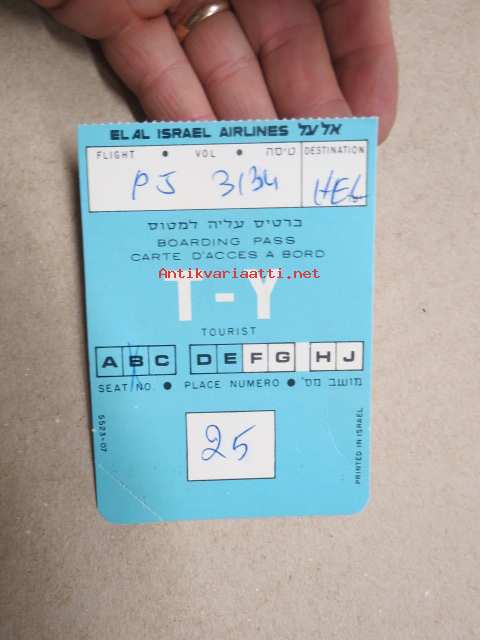 EL AL ISRAEL AIRLINES אל על
FLIGHT • VOL • טיסה DESTINATION
PJ 3134 HEL
כרטיס עליה למטוס
BOARDING PASS
CARTE D'ACCES A BORD
Antikvariaatti.net
T-Y
TOURIST
A B C D E F G H J
SEAT NO. • PLACE NUMERO • מושב מס'
25
5523-07
PRINTED IN ISRAEL